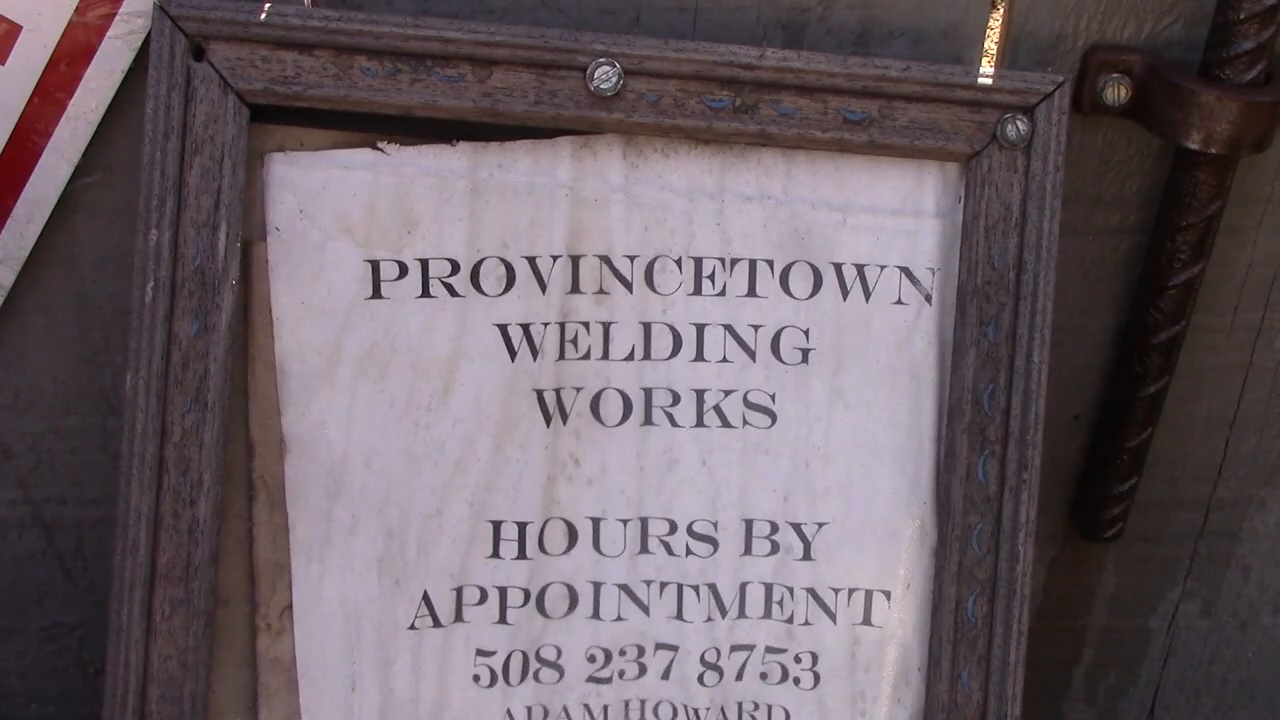 PROVINCETOWN
WELDING
WORKS
HOURS BY
APPOINTMENT
508 237 8753
ADAM HOWARD